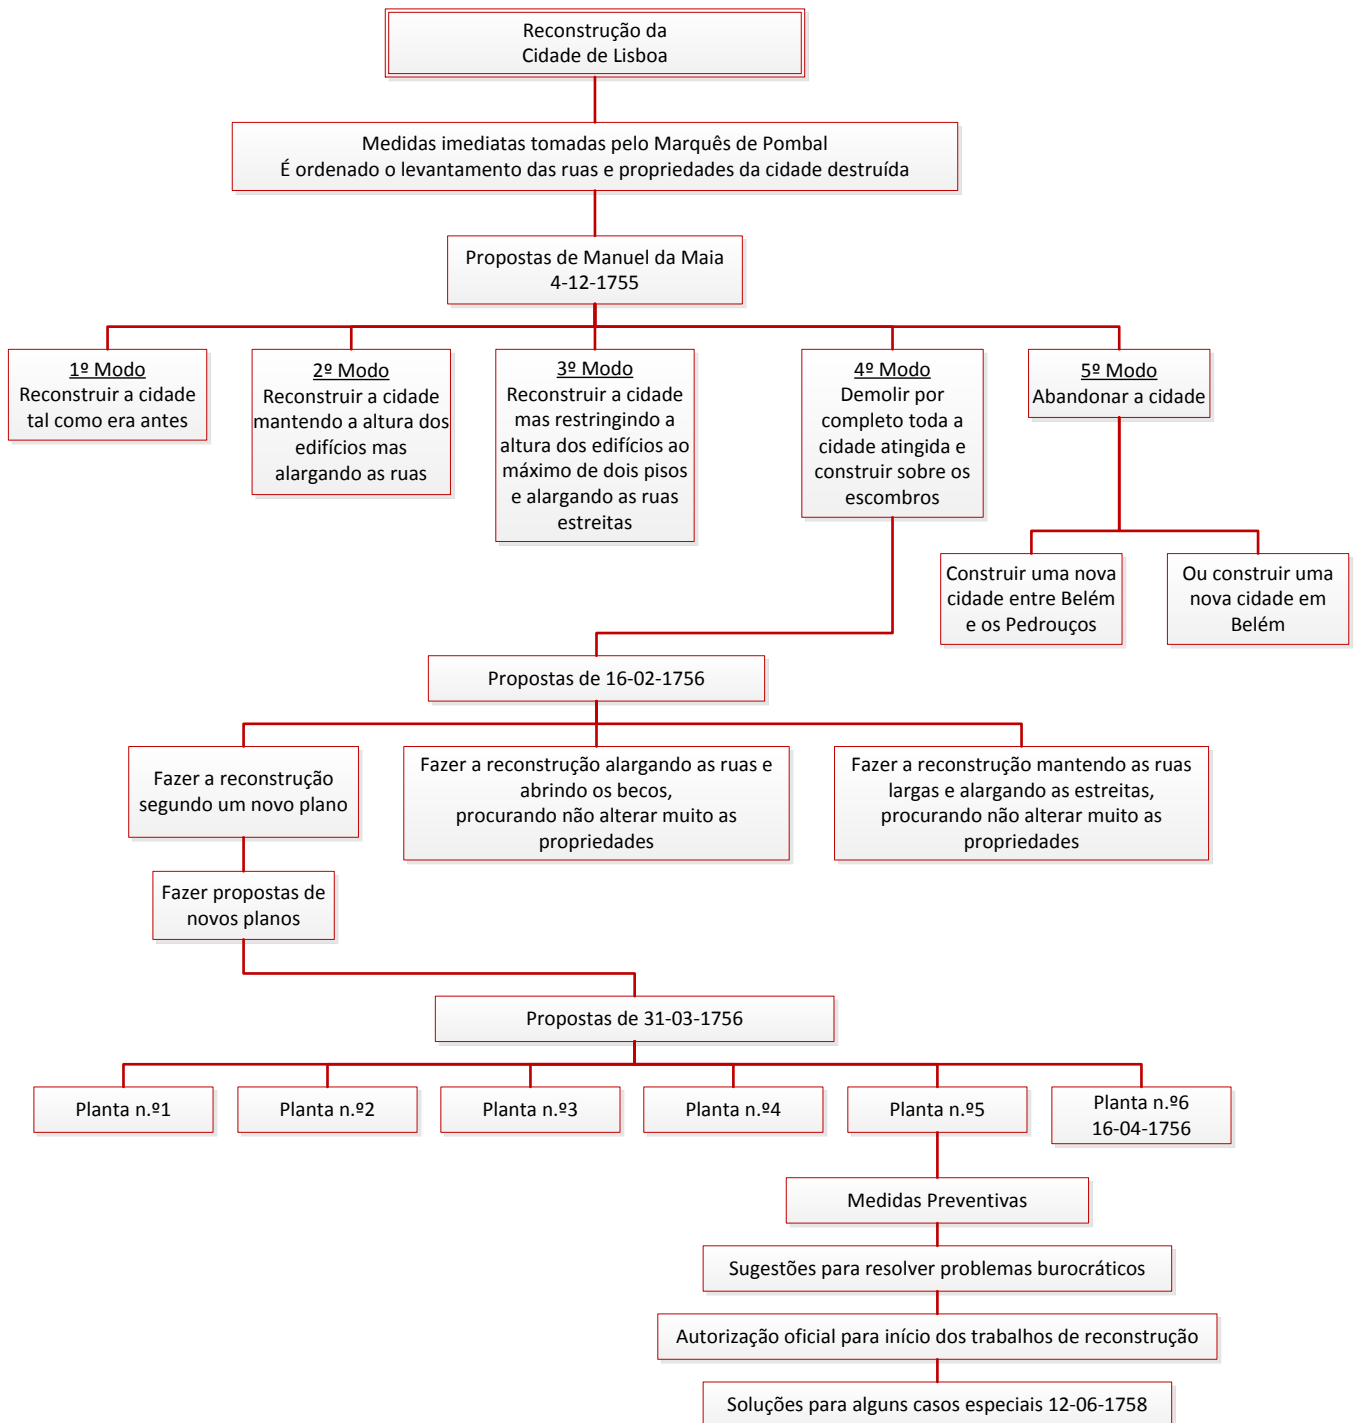 Reconstrução da
Cidade de Lisboa
Medidas imediatas tomadas pelo Marquês de Pombal
É ordenado o levantamento das ruas e propriedades da cidade destruída
Propostas de Manuel da Maia
4-12-1755
1º Modo
Reconstruir a cidade
tal como era antes
2º Modo
Reconstruir a cidade
mantendo a altura dos
edifícios mas
alargando as ruas
3º Modo
Reconstruir a cidade
mas restringindo a
altura dos edifícios ao
máximo de dois pisos
e alargando as ruas
estreitas
4º Modo
Demolir por
completo toda a
cidade atingida e
construir sobre os
escombros
5º Modo
Abandonar a cidade
Construir uma nova
cidade entre Belém
e os Pedrouços
Ou construir uma
nova cidade em
Belém
Propostas de 16-02-1756
Fazer a reconstrução
segundo um novo plano
Fazer a reconstrução alargando as ruas e
abrindo os becos,
procurando não alterar muito as
propriedades
Fazer a reconstrução mantendo as ruas
largas e alargando as estreitas,
procurando não alterar muito as
propriedades
Fazer propostas de
novos planos
Propostas de 31-03-1756
Planta n.º1
Planta n.º2
Planta n.º3
Planta n.º4
Planta n.º5
Planta n.º6
16-04-1756
Medidas Preventivas
Sugestões para resolver problemas burocráticos
Autorização oficial para início dos trabalhos de reconstrução
Soluções para alguns casos especiais 12-06-1758